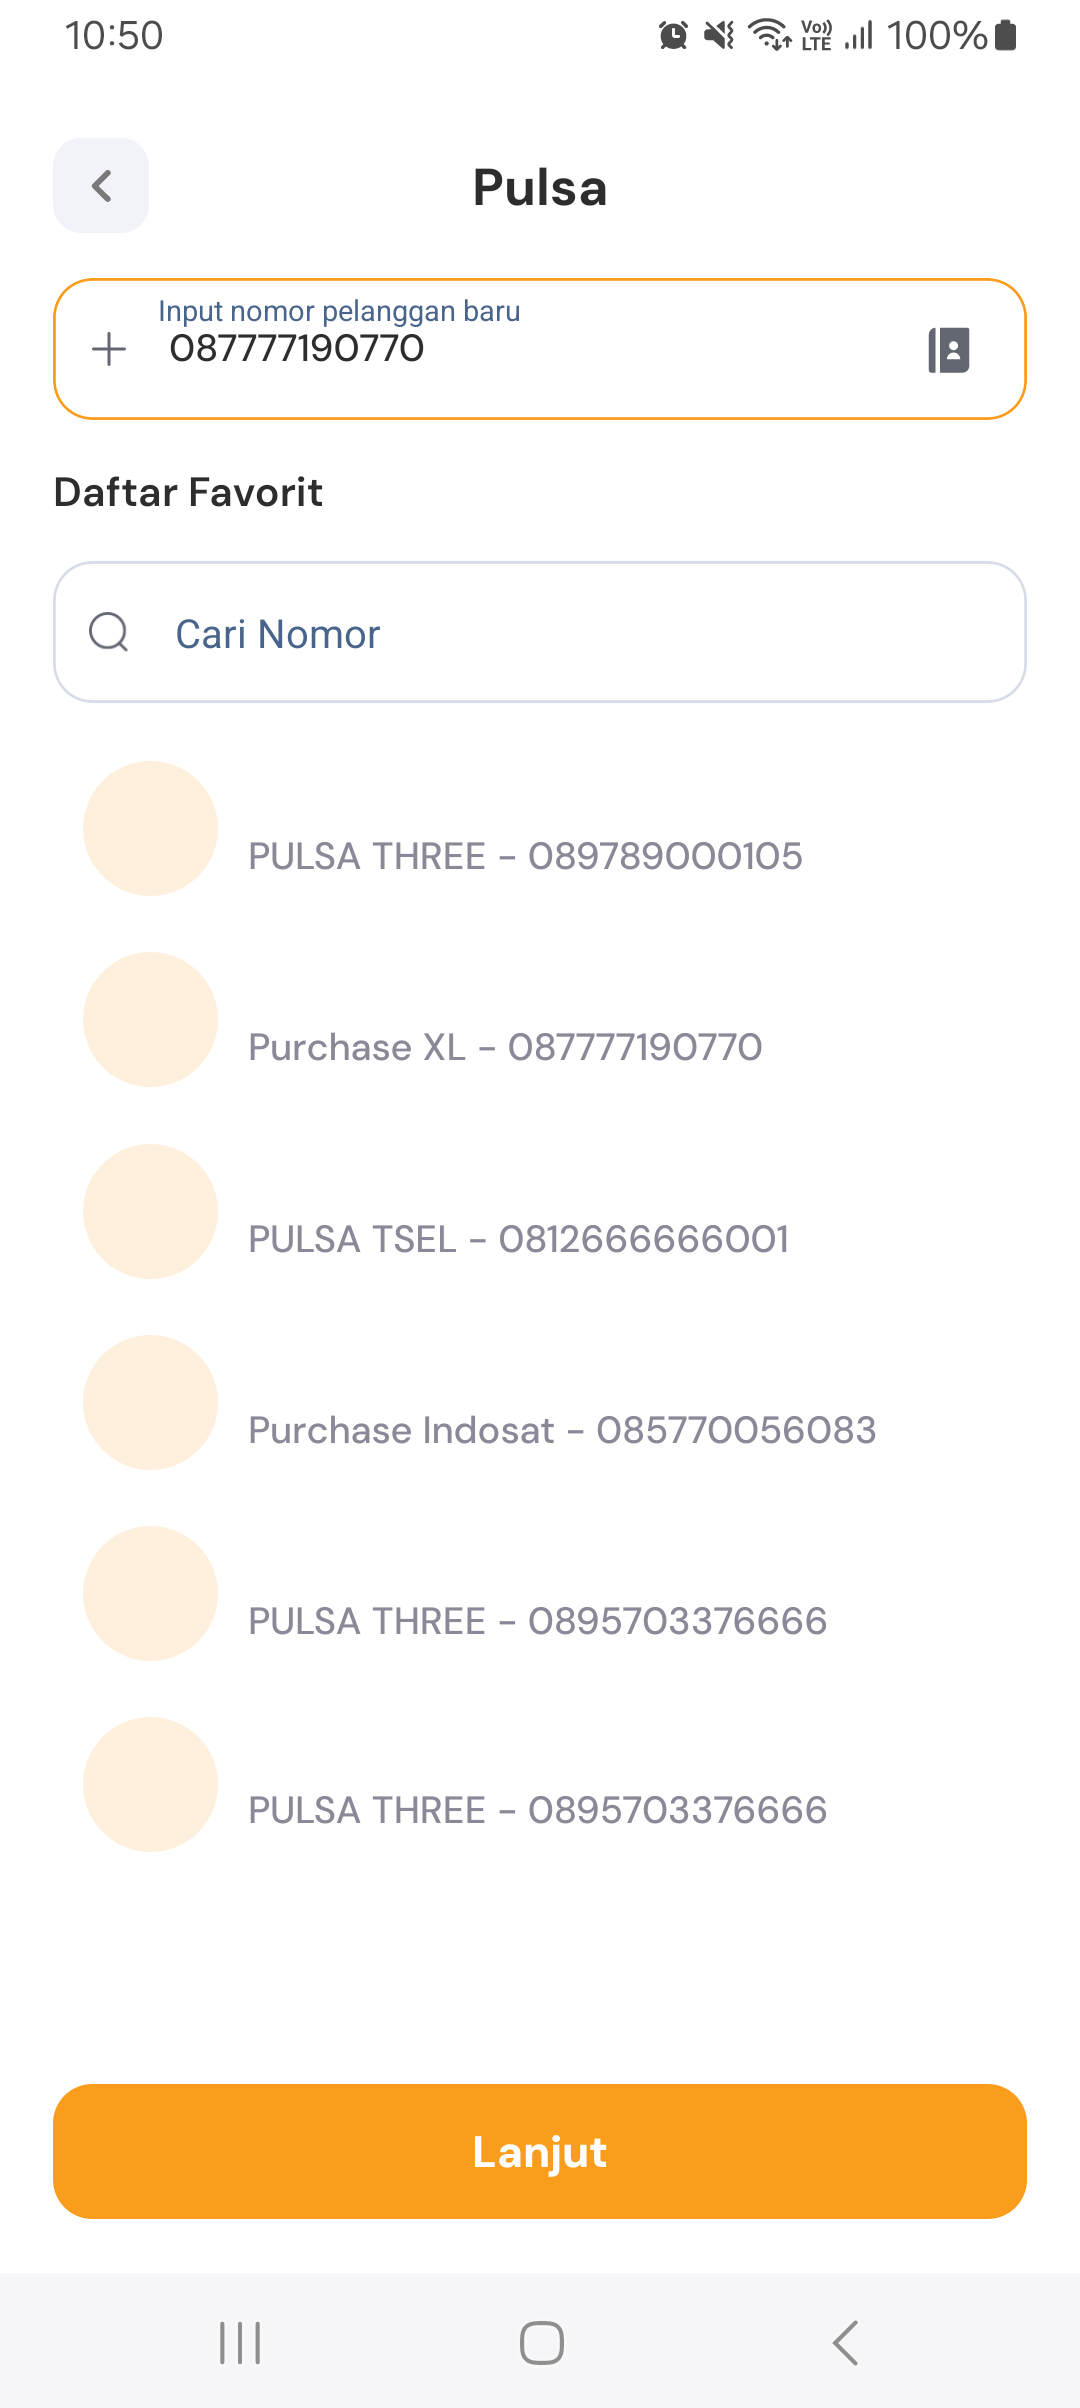 10:50
Vo)) LTE 100%
Pulsa
Input nomor pelanggan baru
087777190770
Daftar Favorit
Cari Nomor
PULSA THREE - 089789000105
Purchase XL - 087777190770
PULSA TSEL - 0812666666001
Purchase Indosat - 085770056083
PULSA THREE - 0895703376666
PULSA THREE - 0895703376666
Lanjut